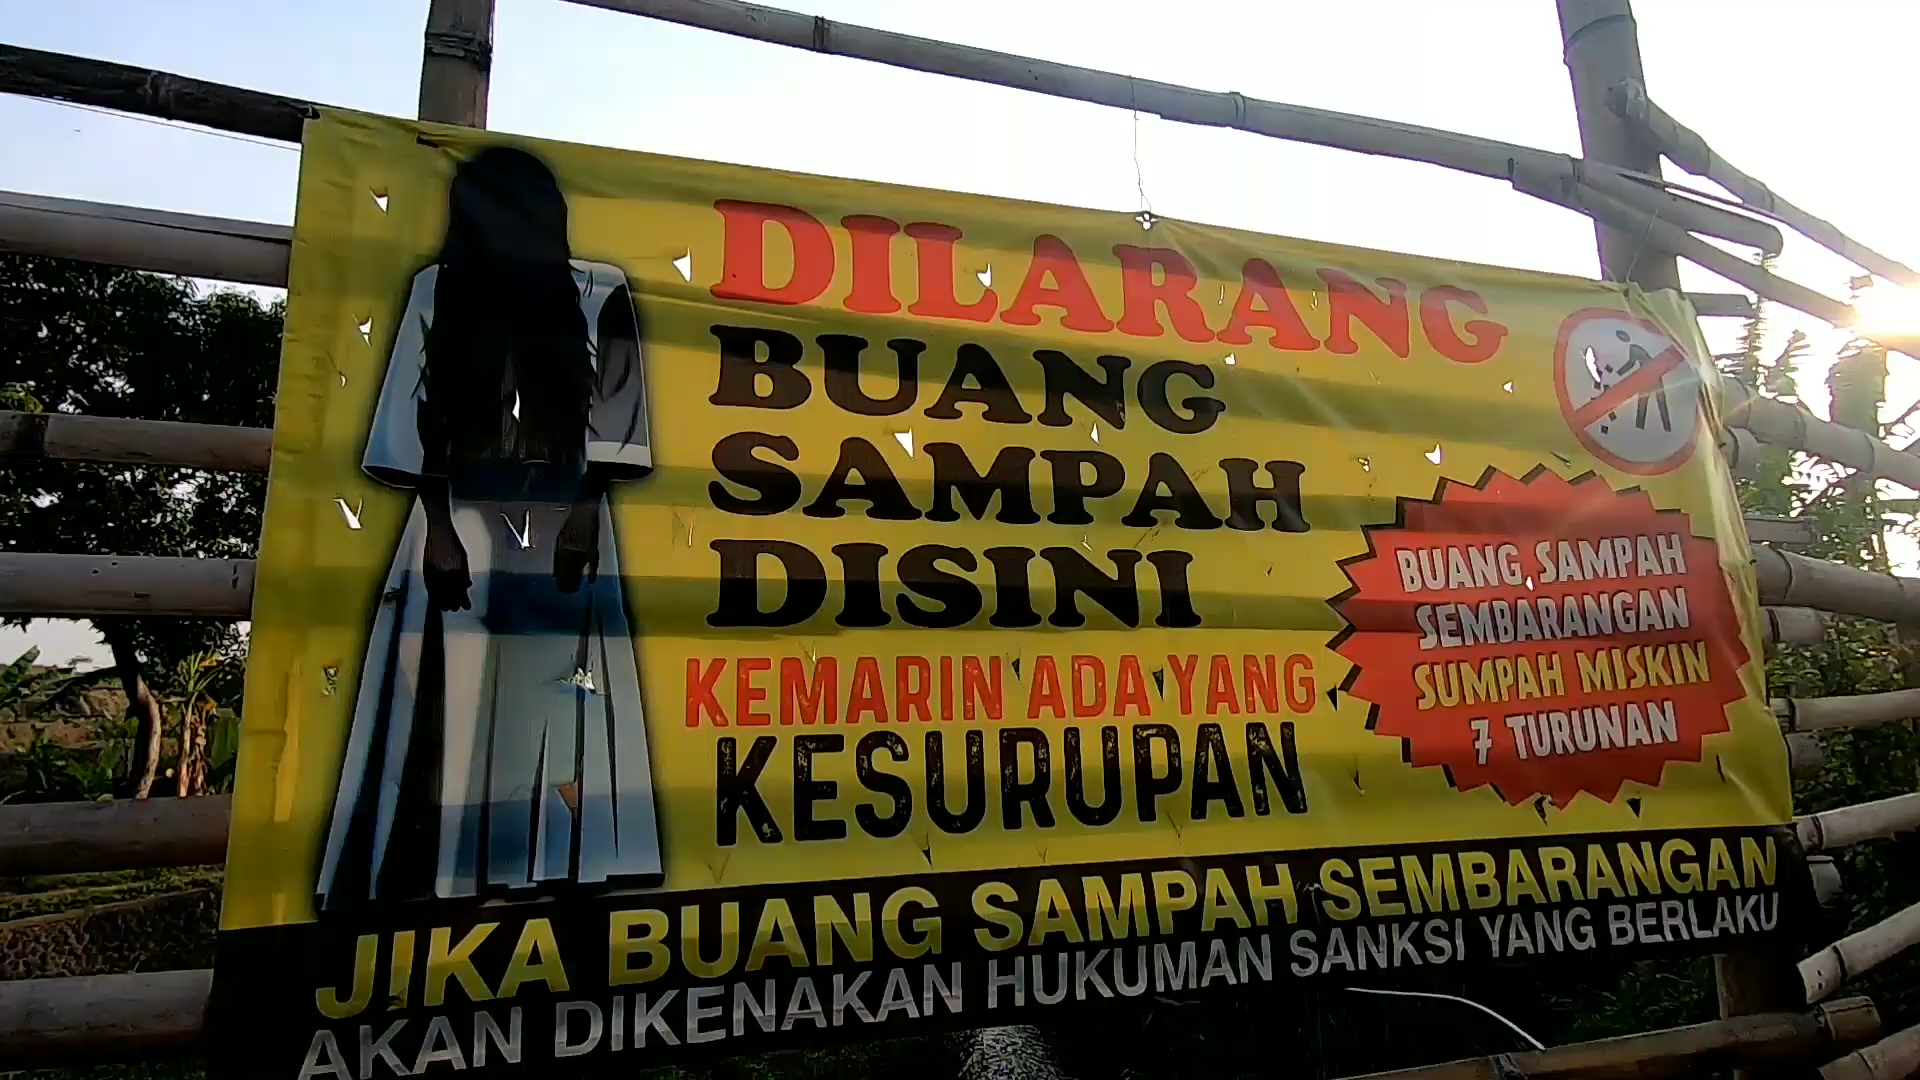 DILARANG
BUANG
SAMPAH
DISINI
KEMARIN ADA YANG
KESURUPAN
BUANG SAMPAH
SEMBARANGAN
SUMPAH MISKIN
7 TURUNAN
JIKA BUANG SAMPAH SEMBARANGAN
AKAN DIKENAKAN HUKUMAN SANKSI YANG BERLAKU